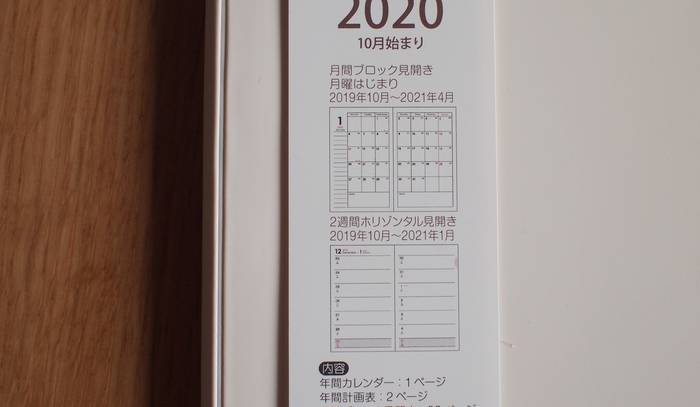 2020
10月始まり
月間ブロック見開き
月曜はじまり
2019年10月〜2021年4月
1
2週間ホリゾンタル見開き
2019年10月〜2021年1月
12
内容
年間カレンダー：1ページ
年間計画表：2ページ